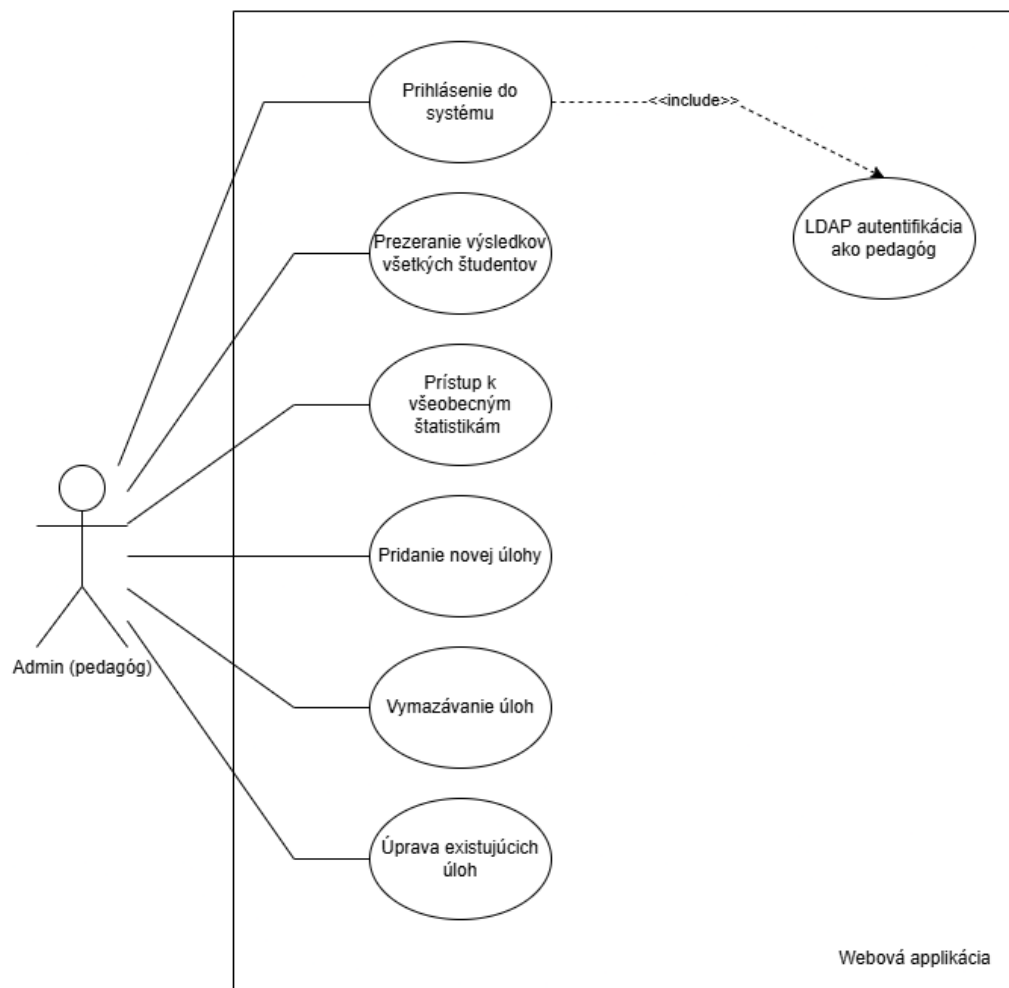 Prihlásenie do
systému
<<include>>
LDAP autentifikácia
ako pedagóg
Prezeranie výsledkov
všetkých študentov
Prístup k
všeobecným
štatistikám
Pridanie novej úlohy
Admin (pedagóg)
Vymazávanie úloh
Úprava existujúcich
úloh
Webová applikácia